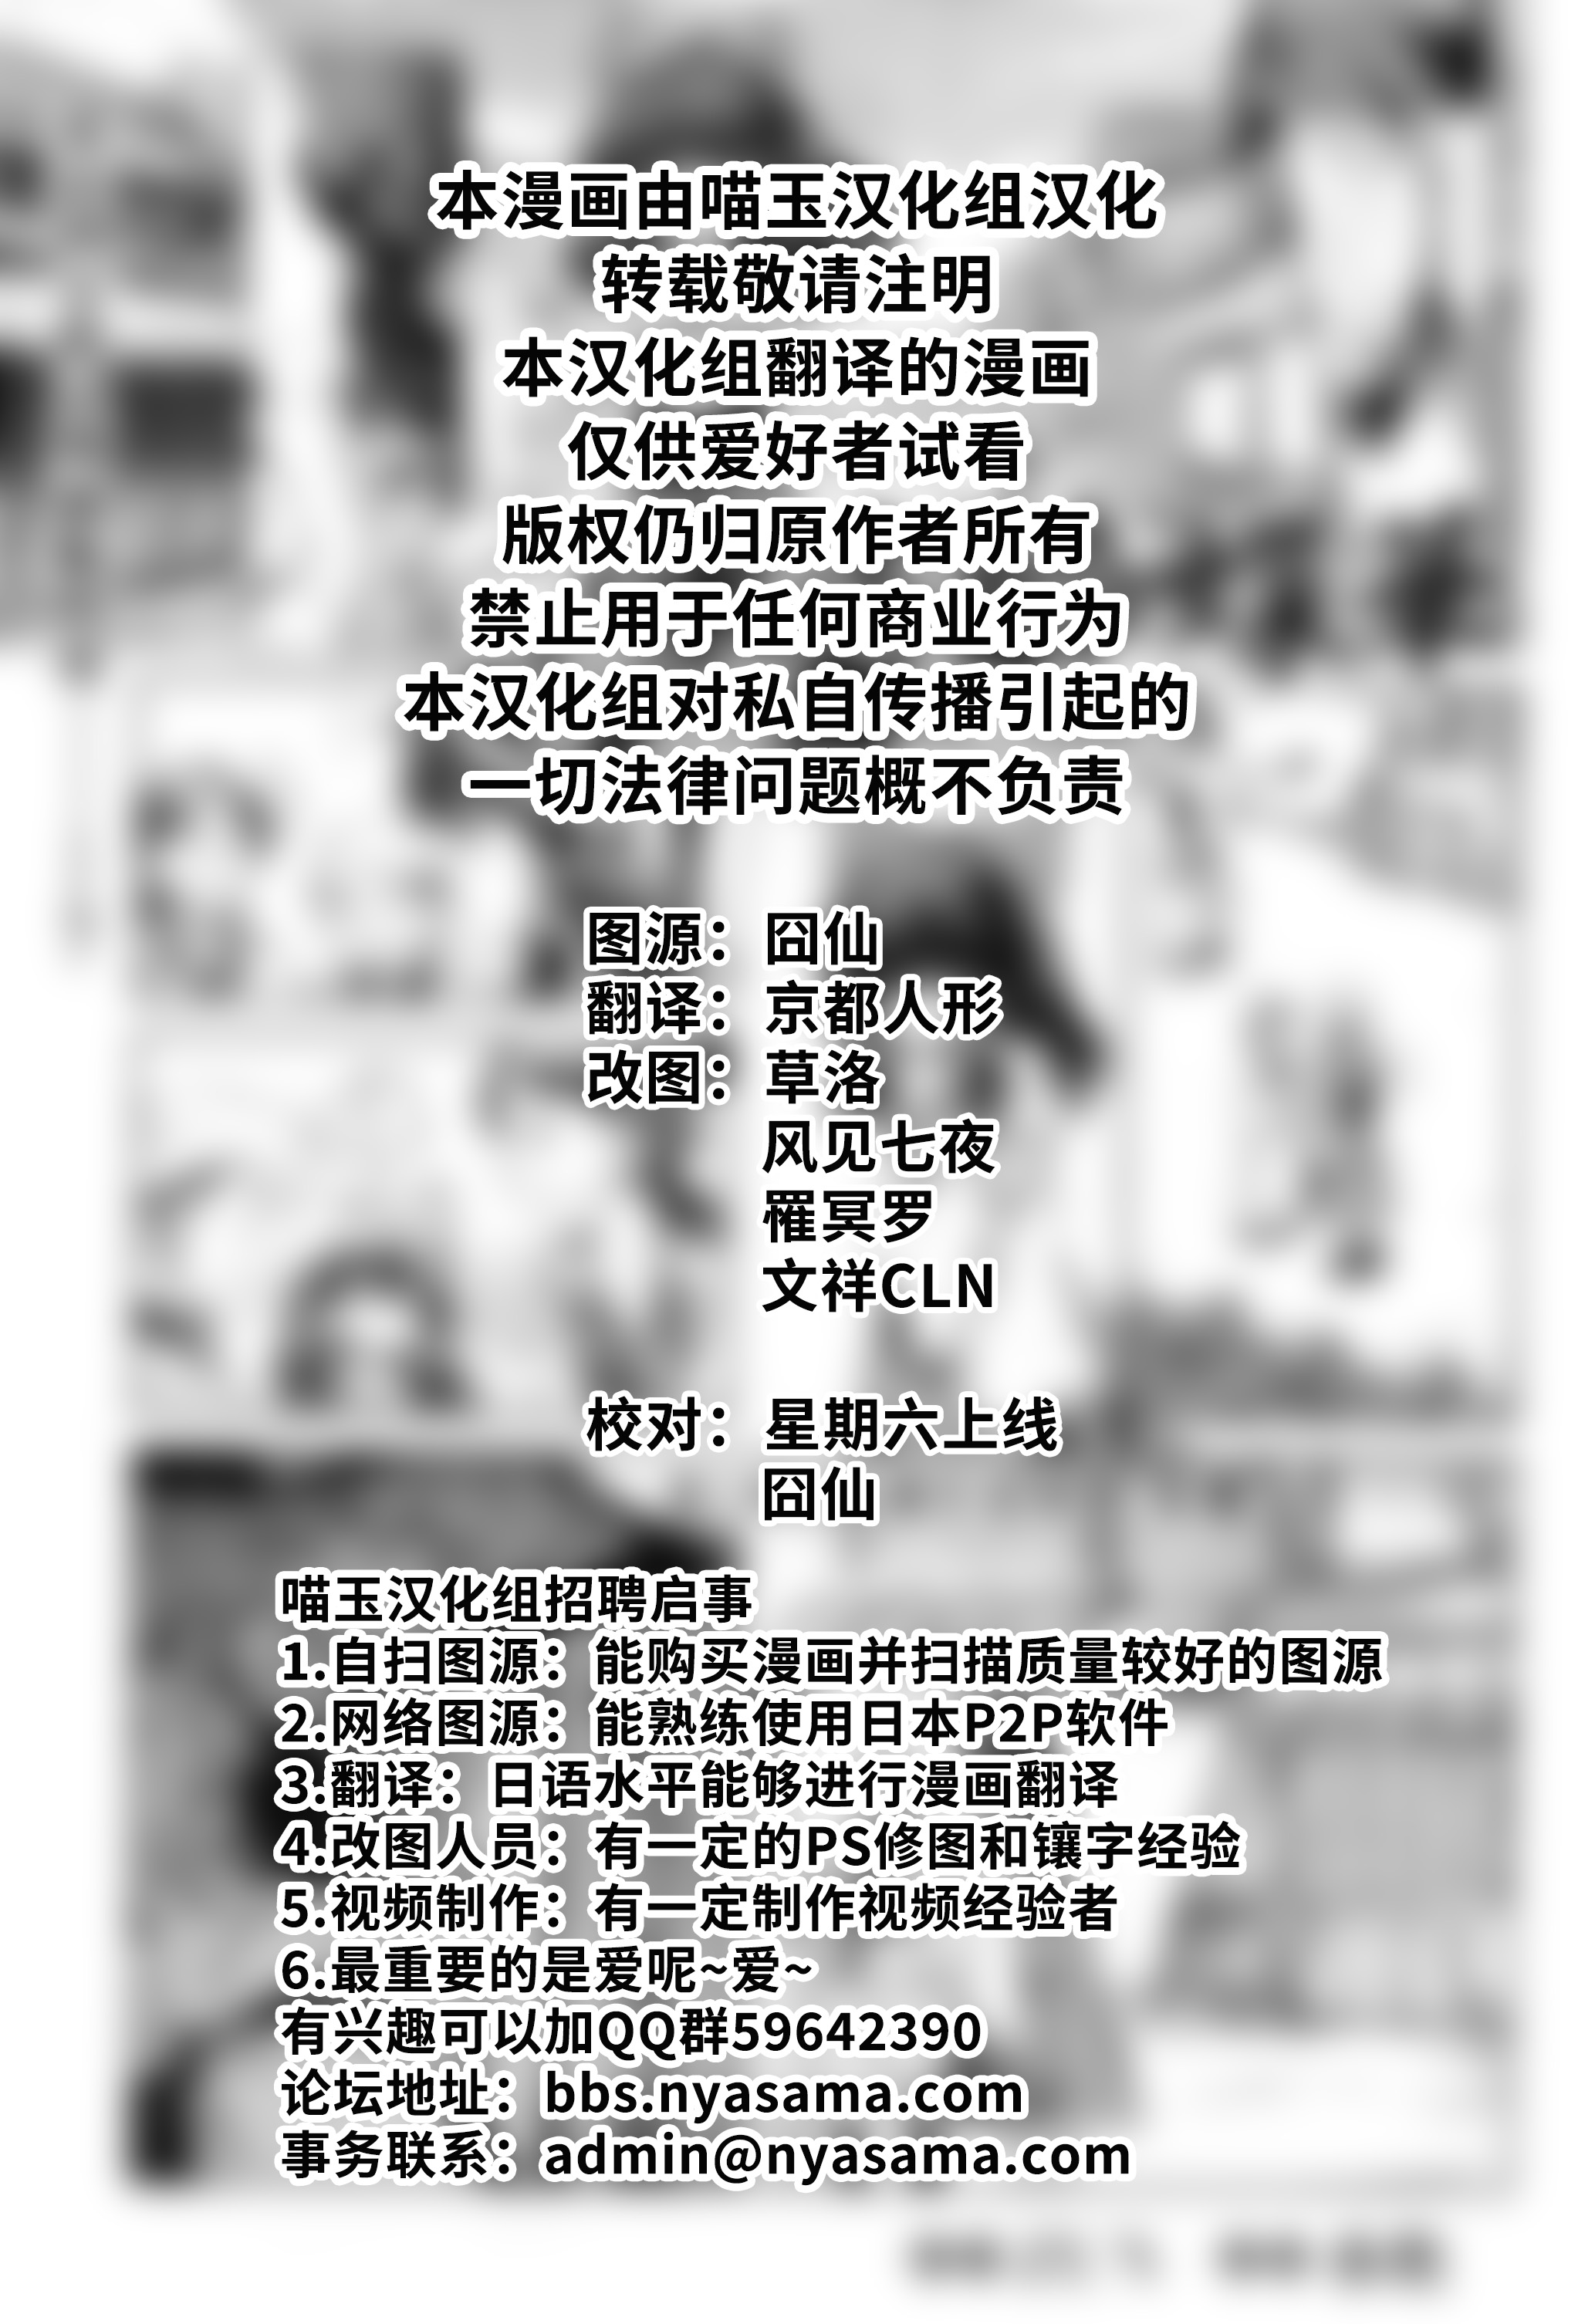 本漫画由喵玉汉化组汉化
转载敬请注明
本汉化组翻译的漫画
仅供爱好者试看
版权仍归原作者所有
禁止用于任何商业行为
本汉化组对私自传播引起的
一切法律问题概不负责
图源：囧仙
翻译：京都人形
改图：草洛
风见七夜
罹冥罗
文祥CLN
校对：星期六上线
囧仙
喵玉汉化组招聘启事
1.自扫图源：能购买漫画并扫描质量较好的图源
2.网络图源：能熟练使用日本P2P软件
3.翻译：日语水平能够进行漫画翻译
4.改图人员：有一定的PS修图和镶字经验
5.视频制作：有一定制作视频经验者
6.最重要的是爱呢~爱~
有兴趣可以加QQ群59642390
论坛地址：bbs.nyasama.com
事务联系：admin@nyasama.com